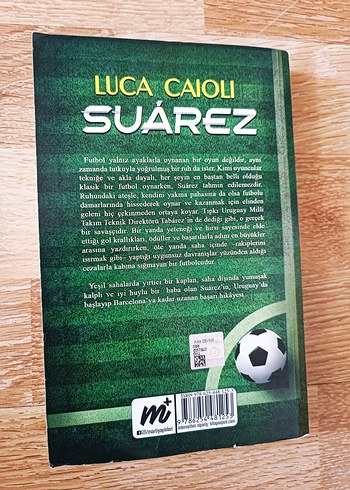 LUCA CAIOLI
SUÁREZ
Futbol yalnız ayaklarla oynanan bir oyun değildir, aynı
zamanda tutkuyla yoğrulmuş bir ruh da ister. Kimi oyuncular
tekniğe ve akla dayalı, her şeyin en baştan belli olduğu
klasik bir futbol oynarken, Suárez tahmin edilemezdir.
Ruhundaki ateşle, kendini yakma pahasına da olsa futbolu
damarlarında hissederek oynar ve kazanmak için elinden
geleni hiç çekinmeden ortaya koyar. Tıpkı Uruguay Milli
Takım Teknik Direktörü Tabárez'in de dediği gibi, o gerçek
bir savaşçıdır. Bir yanda yeteneği ve hırsı sayesinde elde
ettiği gol krallıkları, ödüller ve başarılarla adını en büyükler
arasına yazdırırken, öte yanda saha içinde -rakiplerini
ısırmak gibi- yaptığı uygunsuz davranışlar yüzünden aldığı
cezalarla kabına sığmayan bir futbolcudur.
Yeşil sahalarda yırtıcı bir kaplan, saha dışında yumuşak
kalpli ve iyi huylu bir baba olan Suárez'in, Uruguay'da
başlayıp Barcelona'ya kadar uzanan başarı hikâyesi.
m+